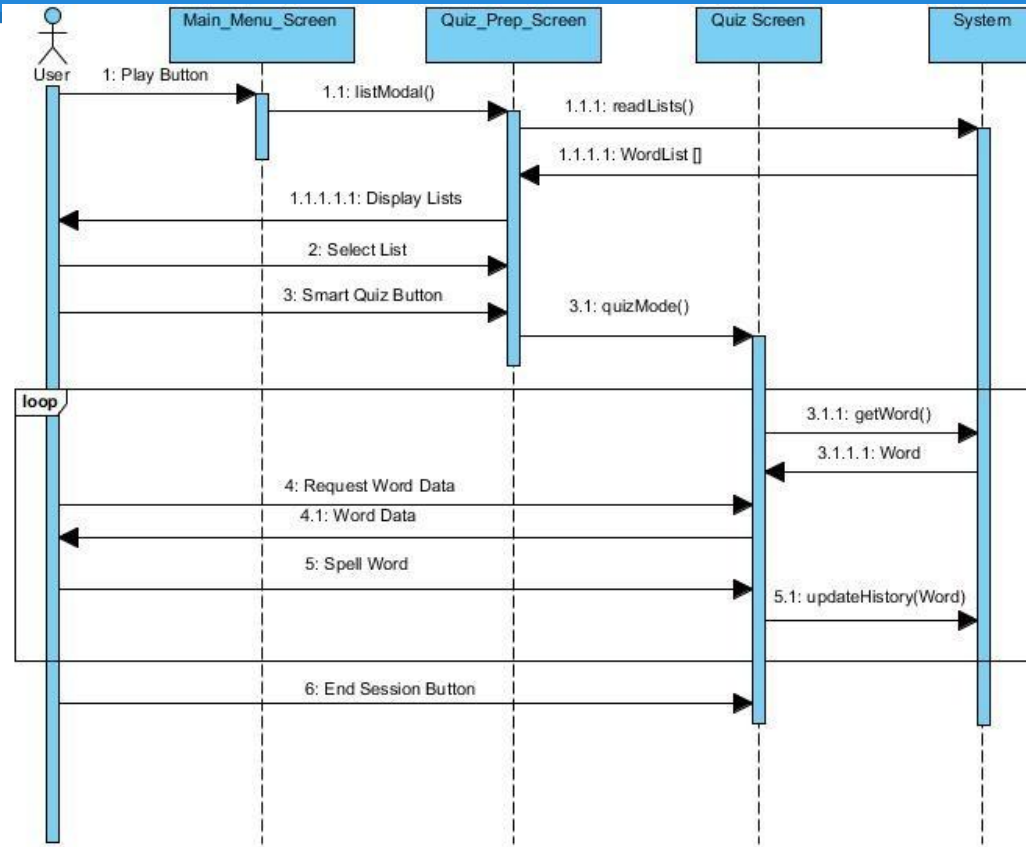 Main_Menu_Screen
Quiz_Prep_Screen
Quiz Screen
System
User
1: Play Button
1.1: listModal()
1.1.1: readLists()
1.1.1.1: WordList []
1.1.1.1.1: Display Lists
2: Select List
3: Smart Quiz Button
3.1: quizMode()
loop
3.1.1: getWord()
3.1.1.1: Word
4: Request Word Data
4.1: Word Data
5: Spell Word
5.1: updateHistory(Word)
6: End Session Button